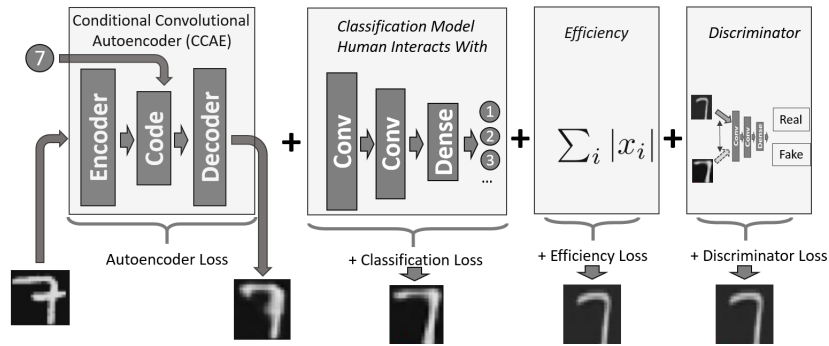 Conditional Convolutional
Autoencoder (CCAE)
7
Encoder
Code
Decoder
Autoencoder Loss
+
Classification Model
Human Interacts With
Conv
Conv
Dense
1
2
3
...
+ Classification Loss
+
Efficiency
∑ᵢ |xᵢ|
+ Efficiency Loss
+
Discriminator
Conv
Conv
Dense
Real
Fake
+ Discriminator Loss